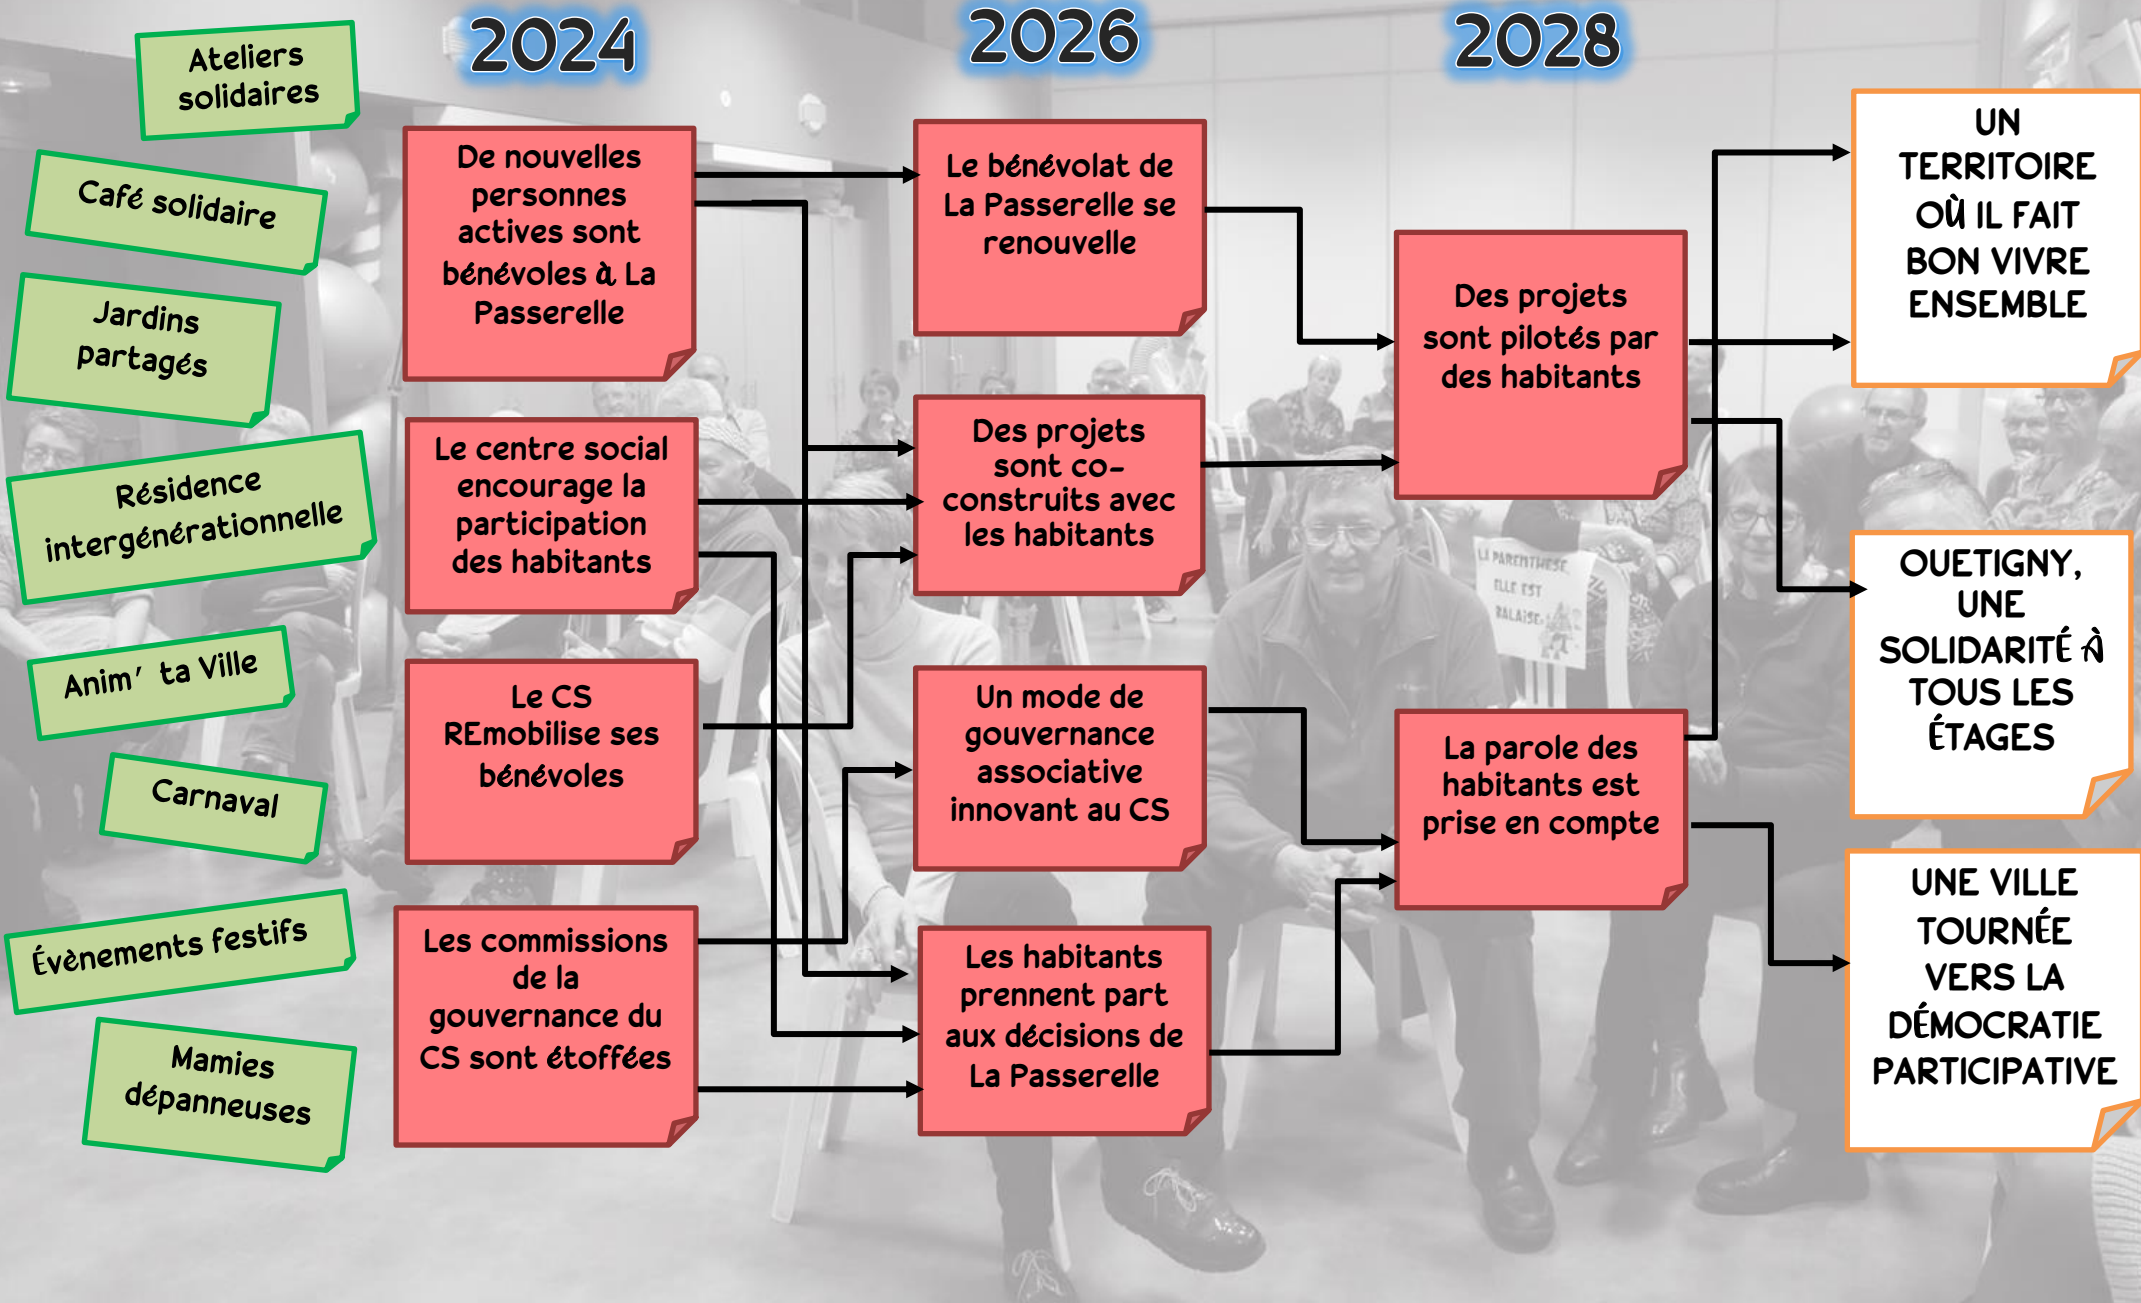 2024
2026
2028
Ateliers
solidaires
Café solidaire
Jardins
partagés
Résidence
intergénérationnelle
Anim' ta Ville
Carnaval
Évènements festifs
Mamies
dépanneuses
De nouvelles
personnes
actives sont
bénévoles à La
Passerelle
Le centre social
encourage la
participation
des habitants
Le CS
REmobilise ses
bénévoles
Les commissions
de la
gouvernance du
CS sont étoffées
Le bénévolat de
La Passerelle se
renouvelle
Des projets
sont co-
construits avec
les habitants
Un mode de
gouvernance
associative
innovant au CS
Les habitants
prennent part
aux décisions de
La Passerelle
Des projets
sont pilotés par
des habitants
La parole des
habitants est
prise en compte
UN
TERRITOIRE
OÙ IL FAIT
BON VIVRE
ENSEMBLE
OUETIGNY,
UNE
SOLIDARITÉ À
TOUS LES
ÉTAGES
UNE VILLE
TOURNÉE
VERS LA
DÉMOCRATIE
PARTICIPATIVE
LA PARENTHESE
ELLE EST
BALAISE